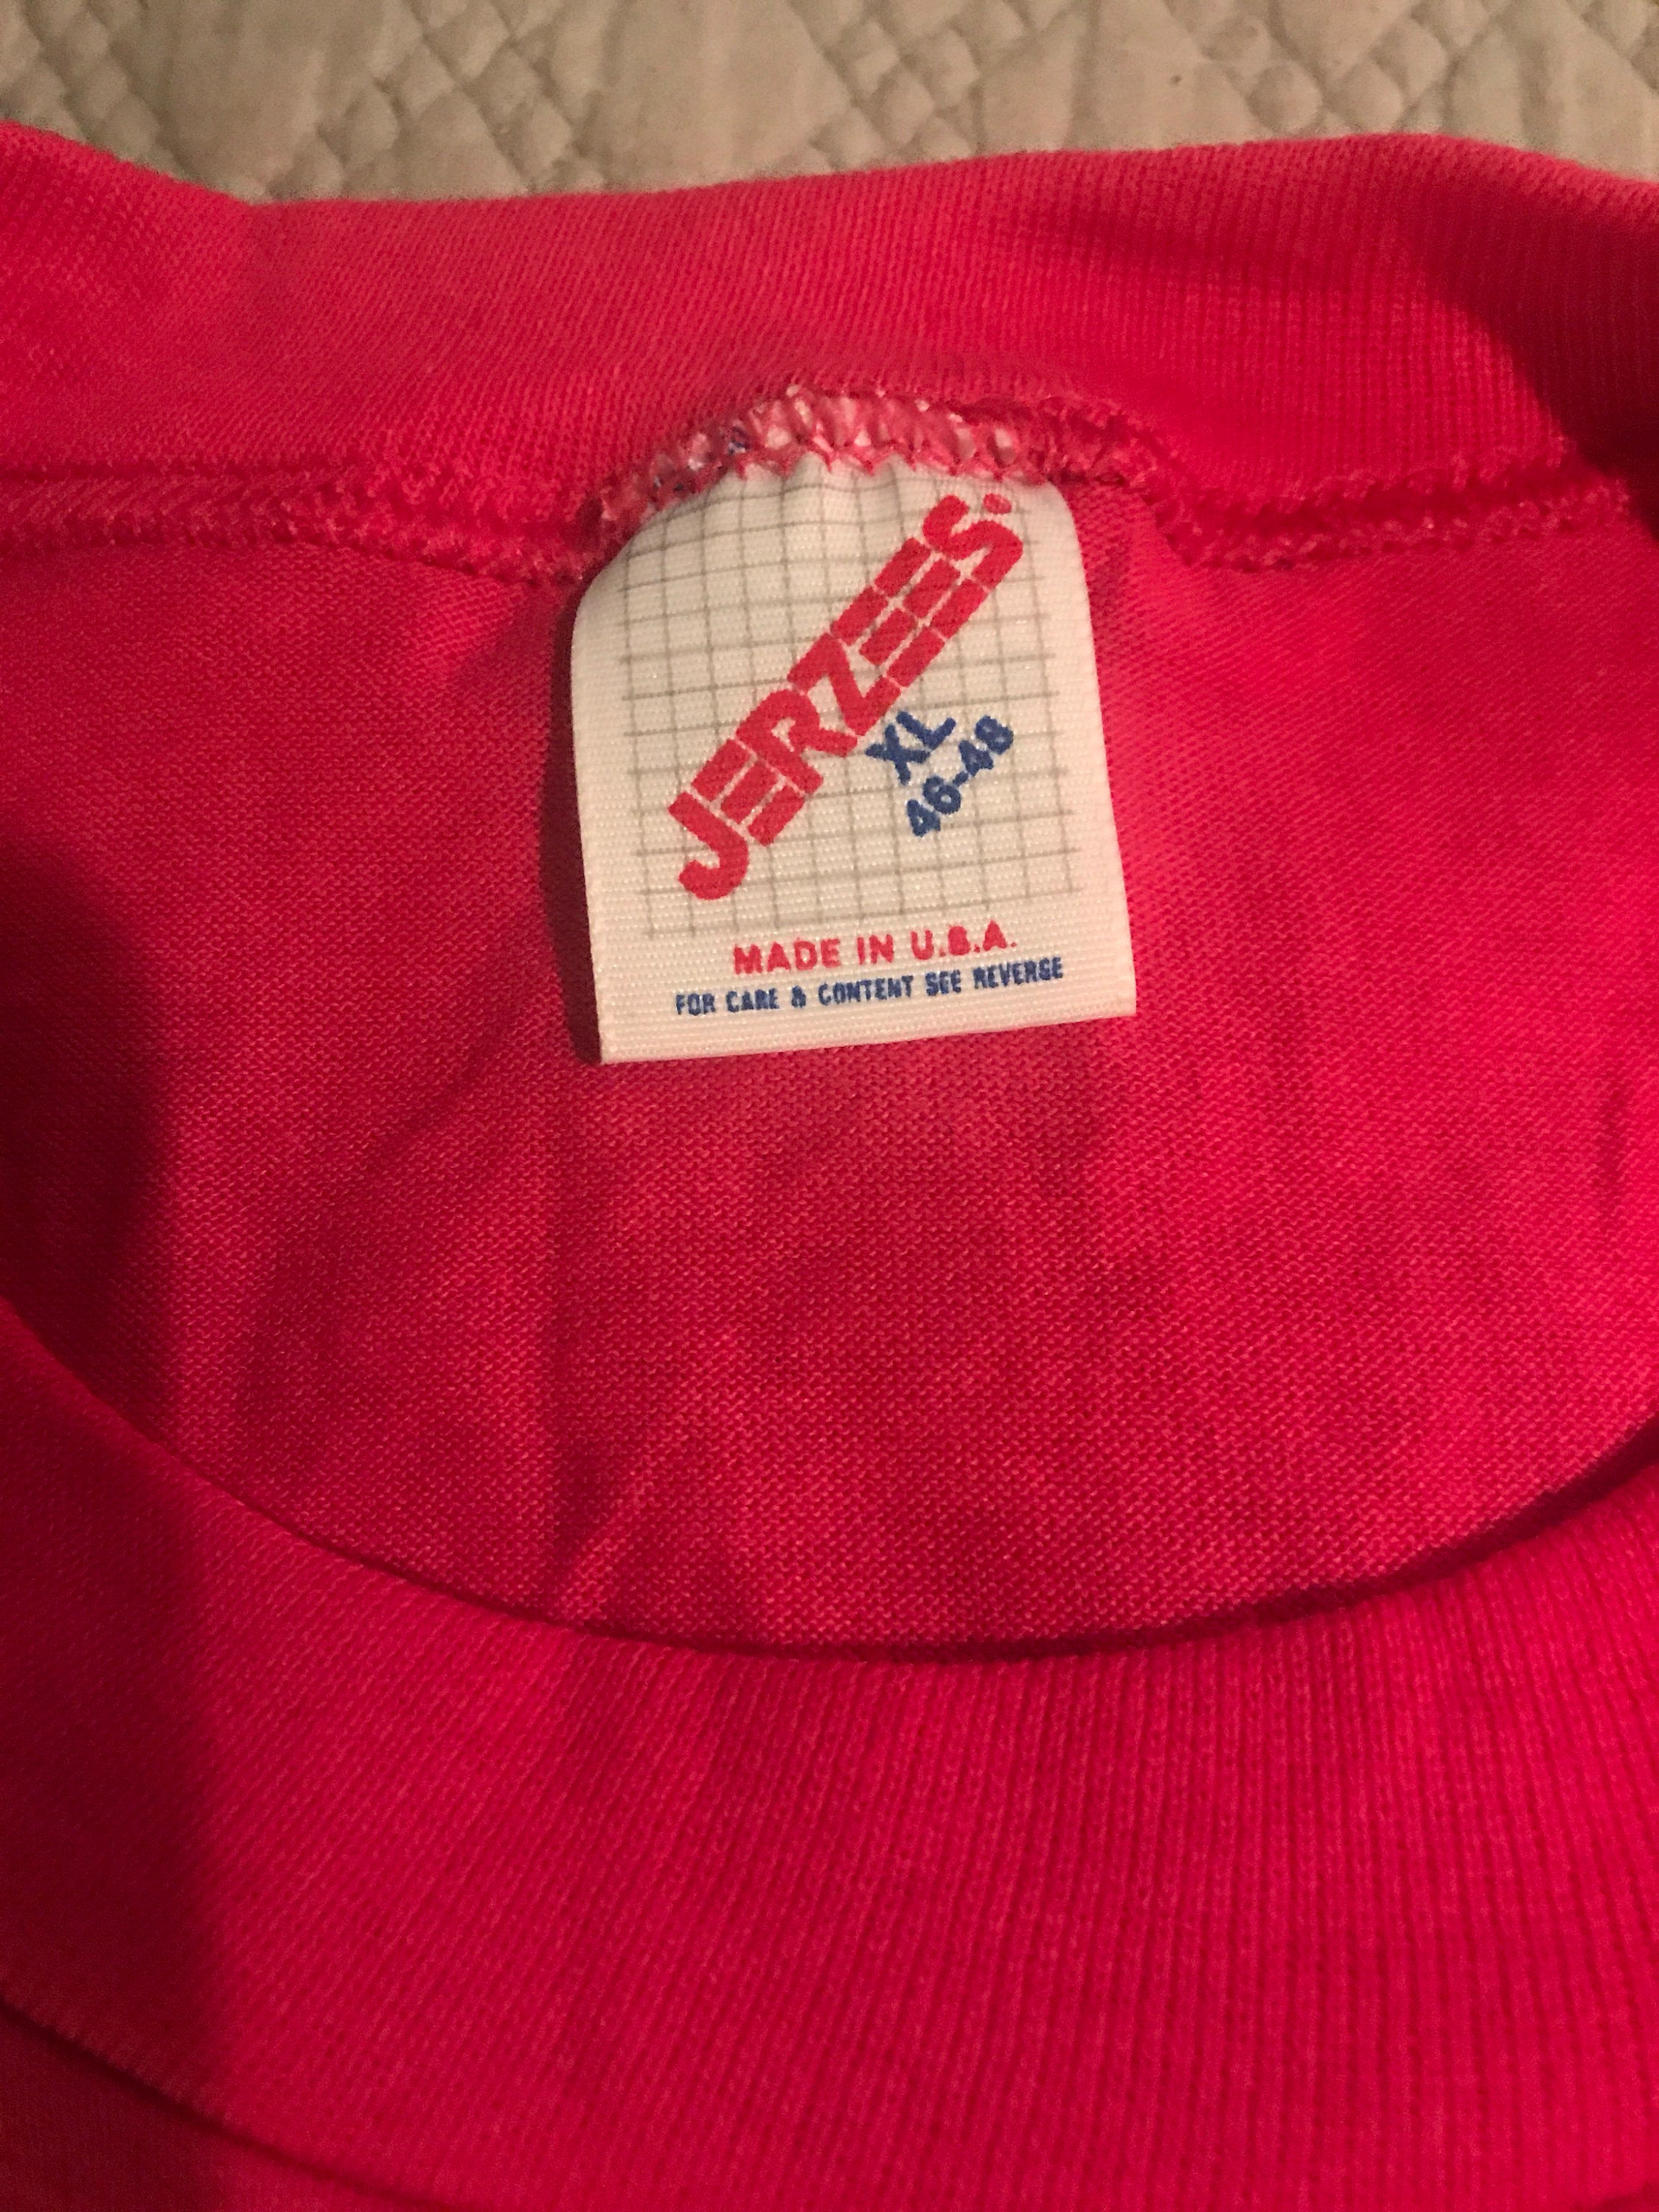 JERZEES.
XL
46-48
MADE IN U.S.A.
FOR CARE & CONTENT SEE REVERSE